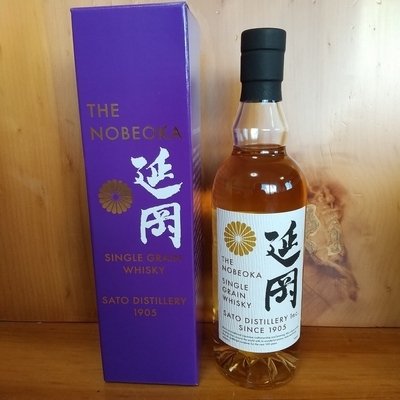 THE
NOBEOKA
延岡
SINGLE GRAIN
WHISKY
SATO DISTILLERY
1905
延岡
THE
NOBEOKA
SINGLE
GRAIN
WHISKY
SATO DISTILLERY Inc.
SINCE 1905